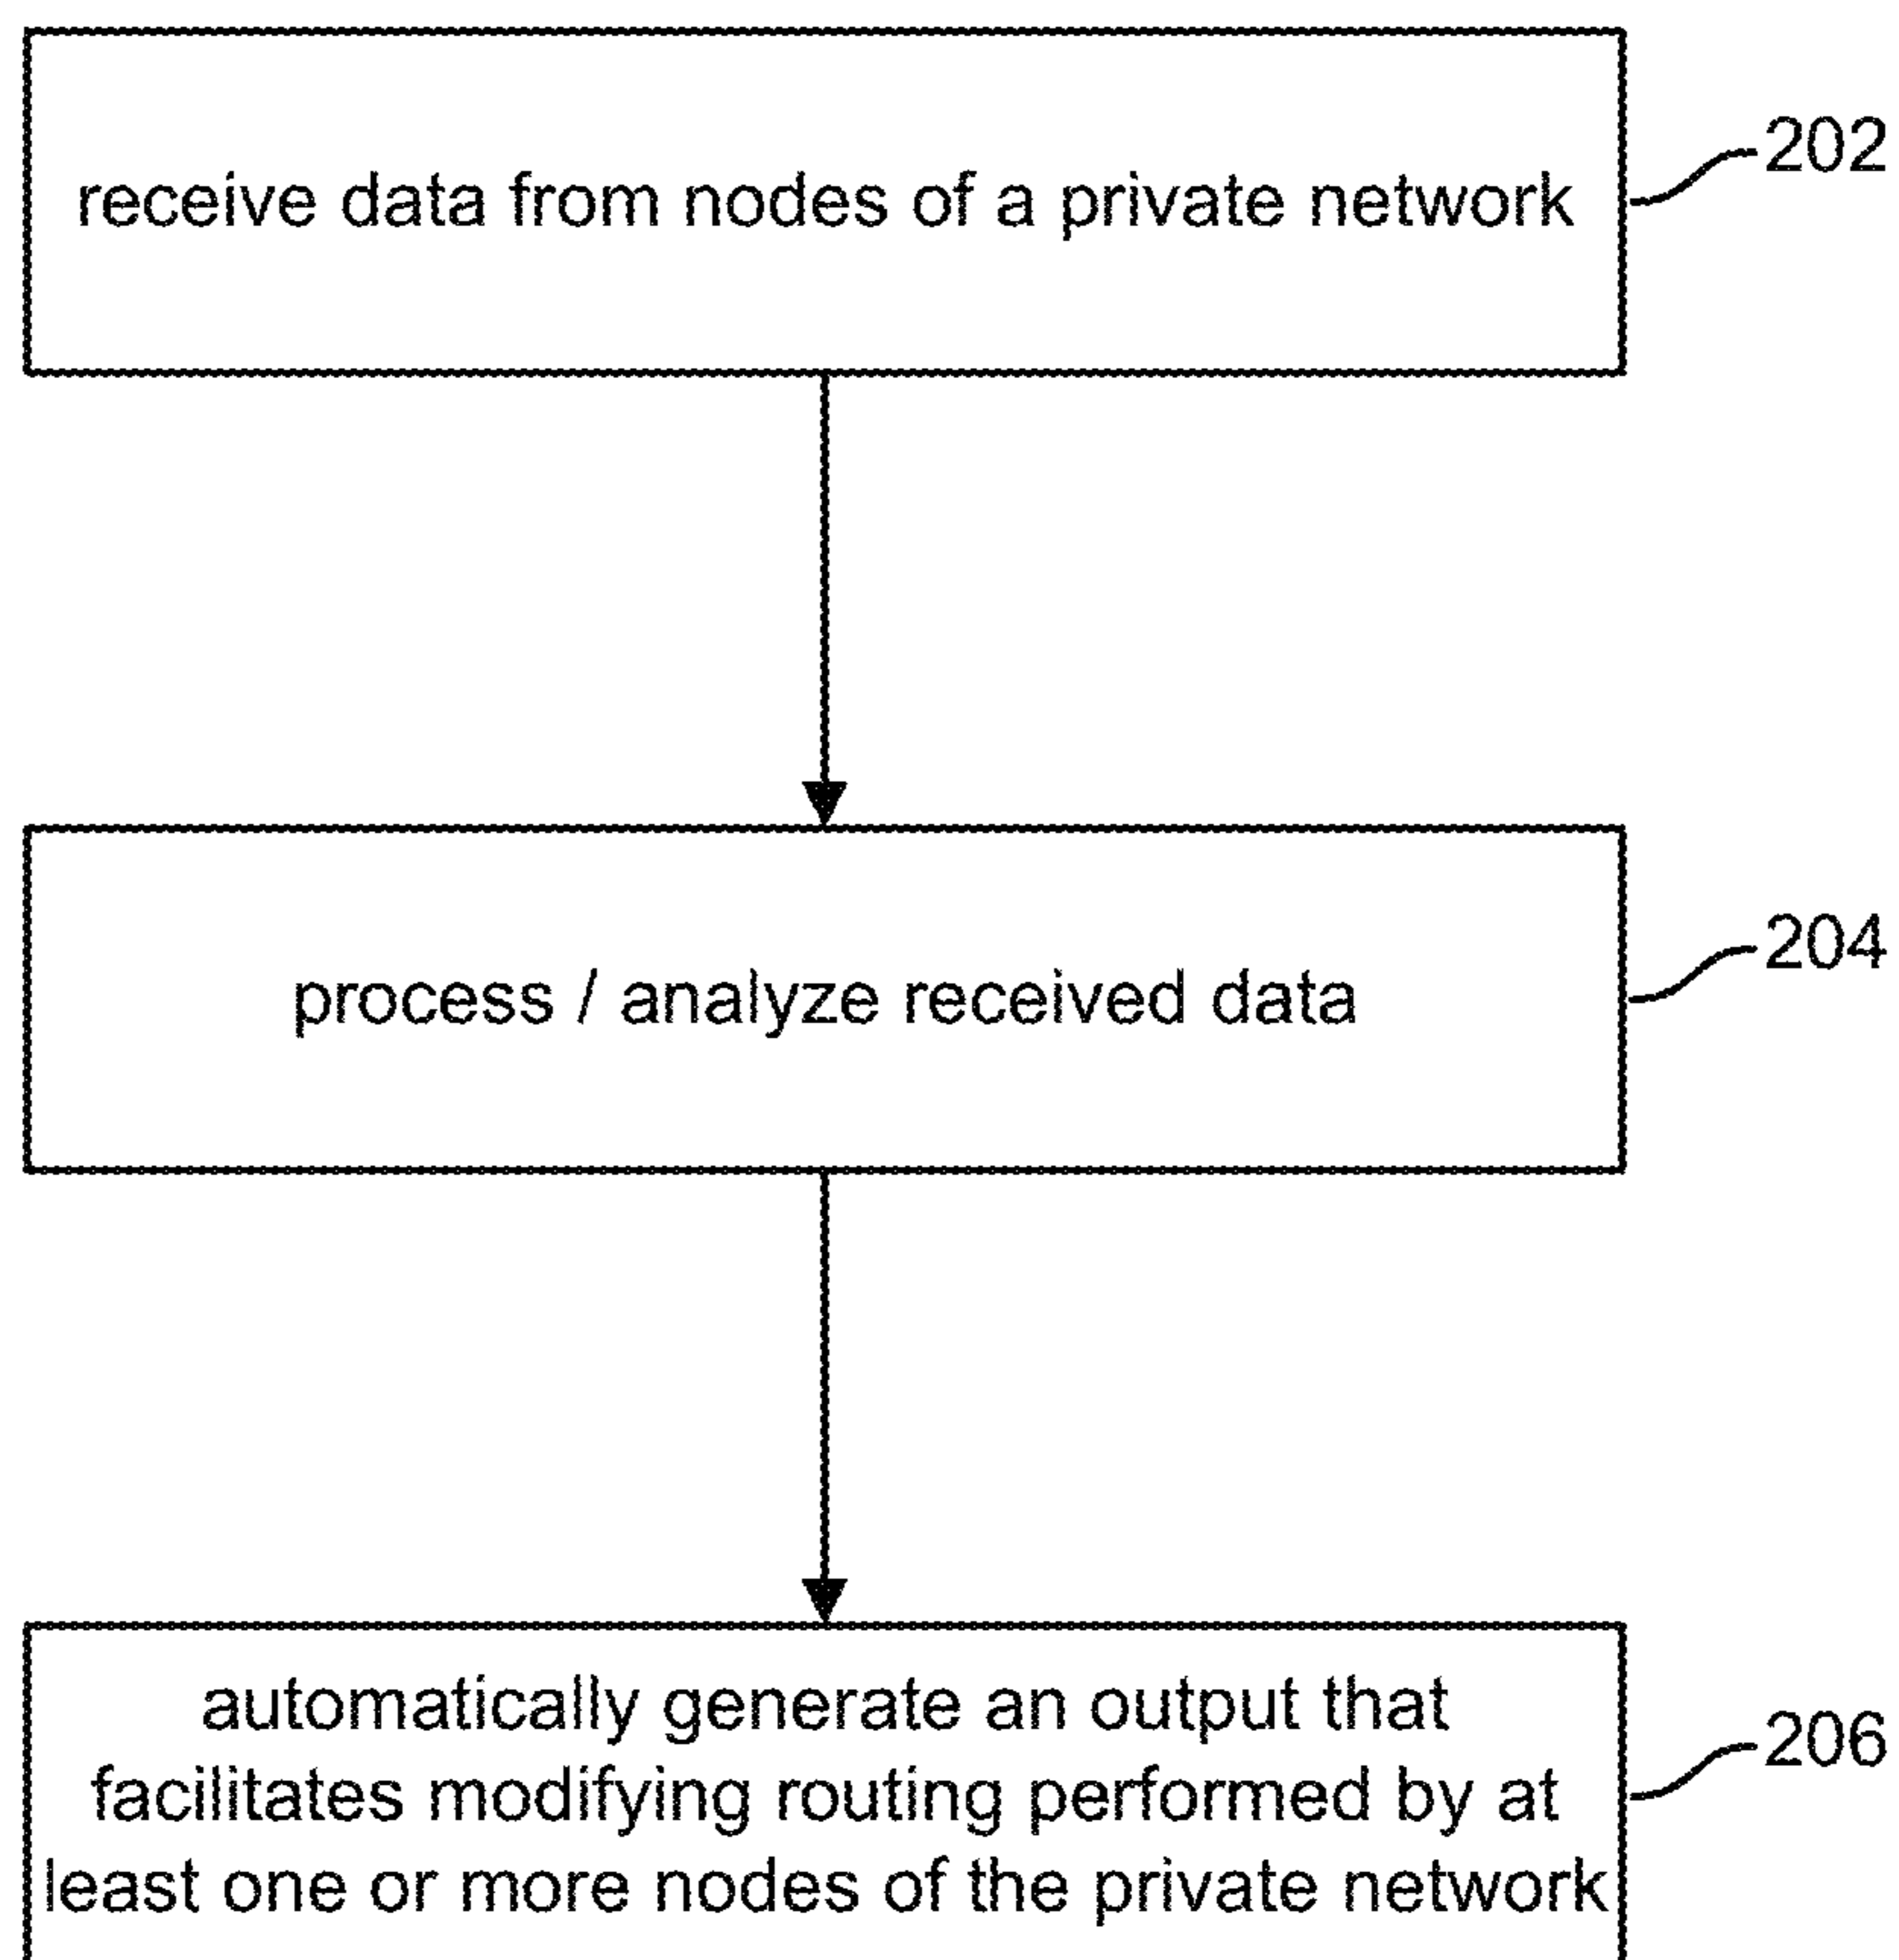 receive data from nodes of a private network
202
process / analyze received data
204
automatically generate an output that
facilitates modifying routing performed by at
least one or more nodes of the private network
206